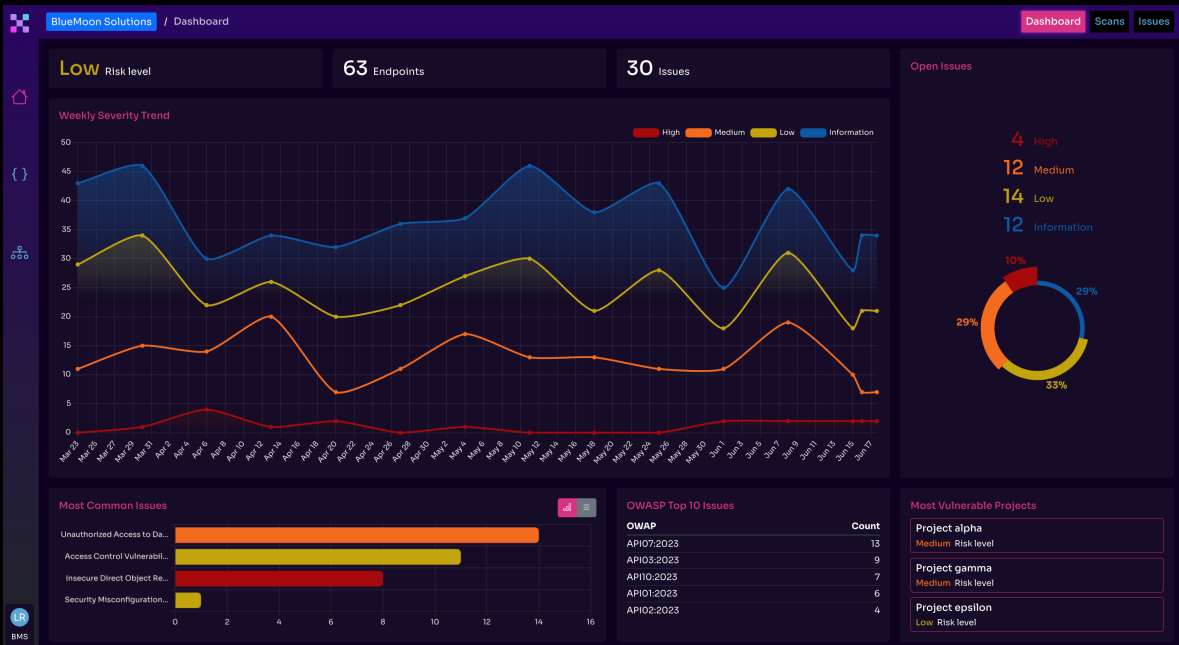 BlueMoon Solutions / Dashboard
Dashboard Scans Issues
Low Risk level
63 Endpoints
30 Issues
Open Issues
4 High
12 Medium
14 Low
12 Information
10%
29%
29%
33%
Weekly Severity Trend
High Medium Low Information
50
45
40
35
30
25
20
15
10
5
0
Mar 23 Mar 25 Mar 27 Mar 29 Mar 31 Apr 2 Apr 4 Apr 6 Apr 8 Apr 10 Apr 12 Apr 14 Apr 16 Apr 18 Apr 20 Apr 22 Apr 24 Apr 26 Apr 28 Apr 30 May 2 May 4 May 6 May 8 May 10 May 12 May 14 May 16 May 18 May 20 May 22 May 24 May 26 May 28 May 30 Jun 1 Jun 3 Jun 5 Jun 7 Jun 9 Jun 11 Jun 13 Jun 15 Jun 17
Most Common Issues
Unauthorized Access to Da...
Access Control Vulnerabil...
Insecure Direct Object Re...
Security Misconfiguration...
0 2 4 6 8 10 12 14 16
OWASP Top 10 Issues
OWAP Count
API07:2023 13
API03:2023 9
API10:2023 7
API01:2023 6
API02:2023 4
Most Vulnerable Projects
Project alpha
Medium Risk level
Project gamma
Medium Risk level
Project epsilon
Low Risk level
LR
BMS